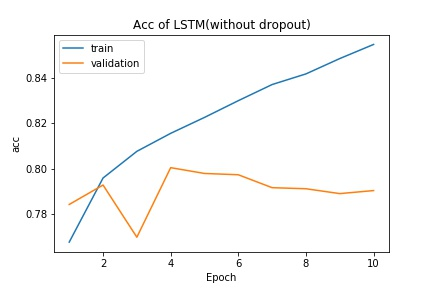 Acc of LSTM(without dropout)
train
validation
acc
0.84
0.82
0.80
0.78
2 4 6 8 10
Epoch